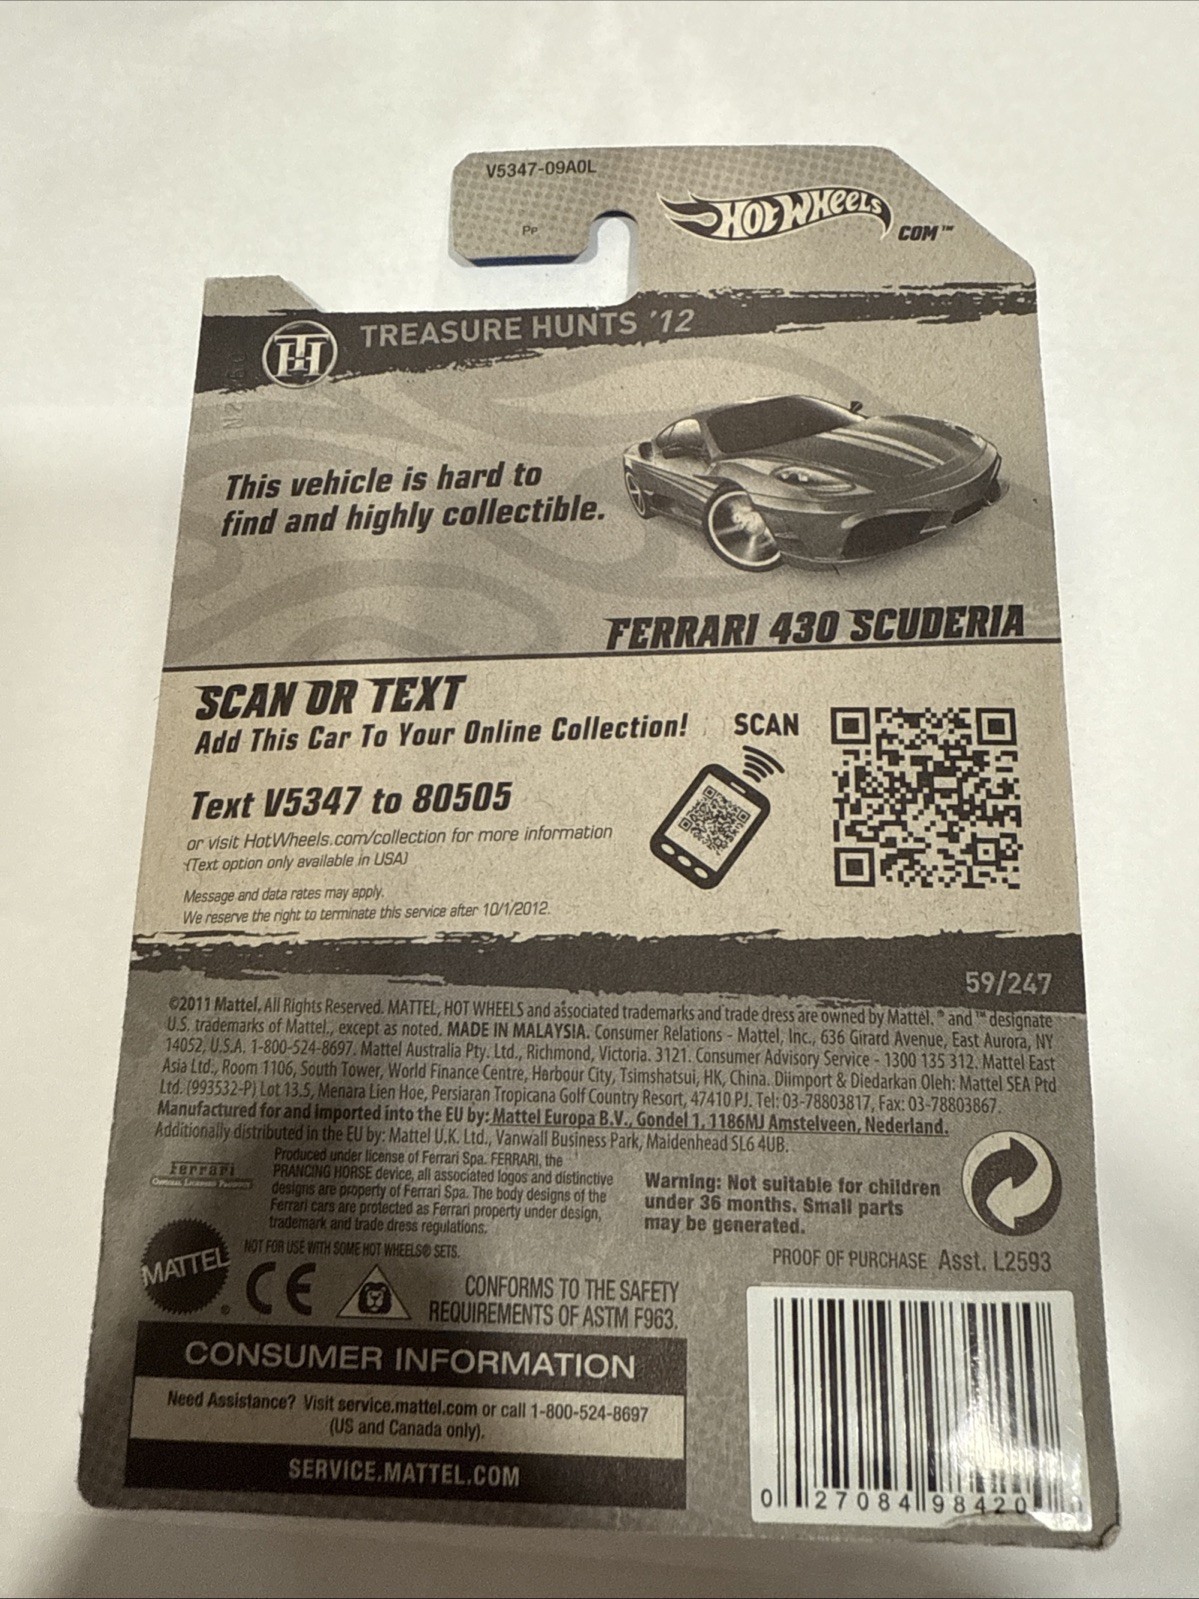 V5347-09A0L
Pp
Hot Wheels
COM™
TH
TREASURE HUNTS '12
This vehicle is hard to
find and highly collectible.
FERRARI 430 SCUDERIA
SCAN OR TEXT
Add This Car To Your Online Collection!
SCAN
Text V5347 to 80505
or visit HotWheels.com/collection for more information
(Text option only available in USA)
Message and data rates may apply.
We reserve the right to terminate this service after 10/1/2012.
59/247
©2011 Mattel. All Rights Reserved. MATTEL, HOT WHEELS and associated trademarks and trade dress are owned by Mattel. ® and ™ designate
U.S. trademarks of Mattel., except as noted. MADE IN MALAYSIA. Consumer Relations - Mattel, Inc., 636 Girard Avenue, East Aurora, NY
14052, U.S.A. 1-800-524-8697. Mattel Australia Pty. Ltd., Richmond, Victoria. 3121. Consumer Advisory Service - 1300 135 312. Mattel East
Asia Ltd., Room 1106, South Tower, World Finance Centre, Harbour City, Tsimshatsui, HK, China. Diimport & Diedarkan Oleh: Mattel SEA Ptd
Ltd. (993532-P) Lot 13.5, Menara Lien Hoe, Persiaran Tropicana Golf Country Resort, 47410 PJ. Tel: 03-78803817, Fax: 03-78803867.
Manufactured for and imported into the EU by: Mattel Europa B.V., Gondel 1, 1186MJ Amstelveen, Nederland.
Additionally distributed in the EU by: Mattel U.K. Ltd., Vanwall Business Park, Maidenhead SL6 4UB.
Ferrari
OFFICIAL LICENSED PRODUCT
Produced under license of Ferrari Spa. FERRARI, the
PRANCING HORSE device, all associated logos and distinctive
designs are property of Ferrari Spa. The body designs of the
Ferrari cars are protected as Ferrari property under design,
trademark and trade dress regulations.
Warning: Not suitable for children
under 36 months. Small parts
may be generated.
NOT FOR USE WITH SOME HOT WHEELS® SETS.
MATTEL®
CE
CONFORMS TO THE SAFETY
REQUIREMENTS OF ASTM F963.
PROOF OF PURCHASE Asst. L2593
CONSUMER INFORMATION
Need Assistance? Visit service.mattel.com or call 1-800-524-8697
(US and Canada only).
SERVICE.MATTEL.COM
0 27084 98420